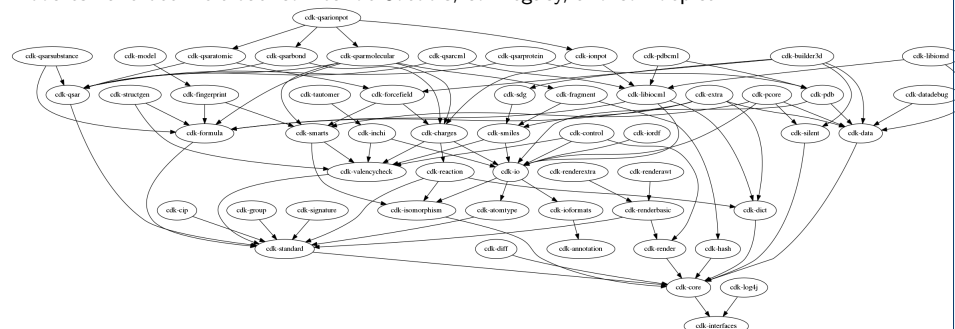 cdk-qsarionpot
cdk-qsarsubstance cdk-model cdk-qsaratomic cdk-qsarbond cdk-qsarmolecular cdk-qsarcml cdk-qsarprotein cdk-ionpot cdk-pdbcml cdk-builder3d cdk-libiomd
cdk-qsar cdk-structgen cdk-fingerprint cdk-tautomer cdk-forcefield cdk-sdg cdk-fragment cdk-libiocml cdk-extra cdk-pcore cdk-pdb cdk-datadebug
cdk-formula cdk-smarts cdk-inchi cdk-charges cdk-smiles cdk-control cdk-iordf cdk-silent cdk-data
cdk-valencycheck cdk-reaction cdk-io cdk-renderextra cdk-renderawt
cdk-cip cdk-group cdk-signature cdk-isomorphism cdk-atomtype cdk-ioformats cdk-renderbasic cdk-dict
cdk-standard cdk-diff cdk-annotation cdk-render cdk-hash
cdk-core cdk-log4j
cdk-interfaces